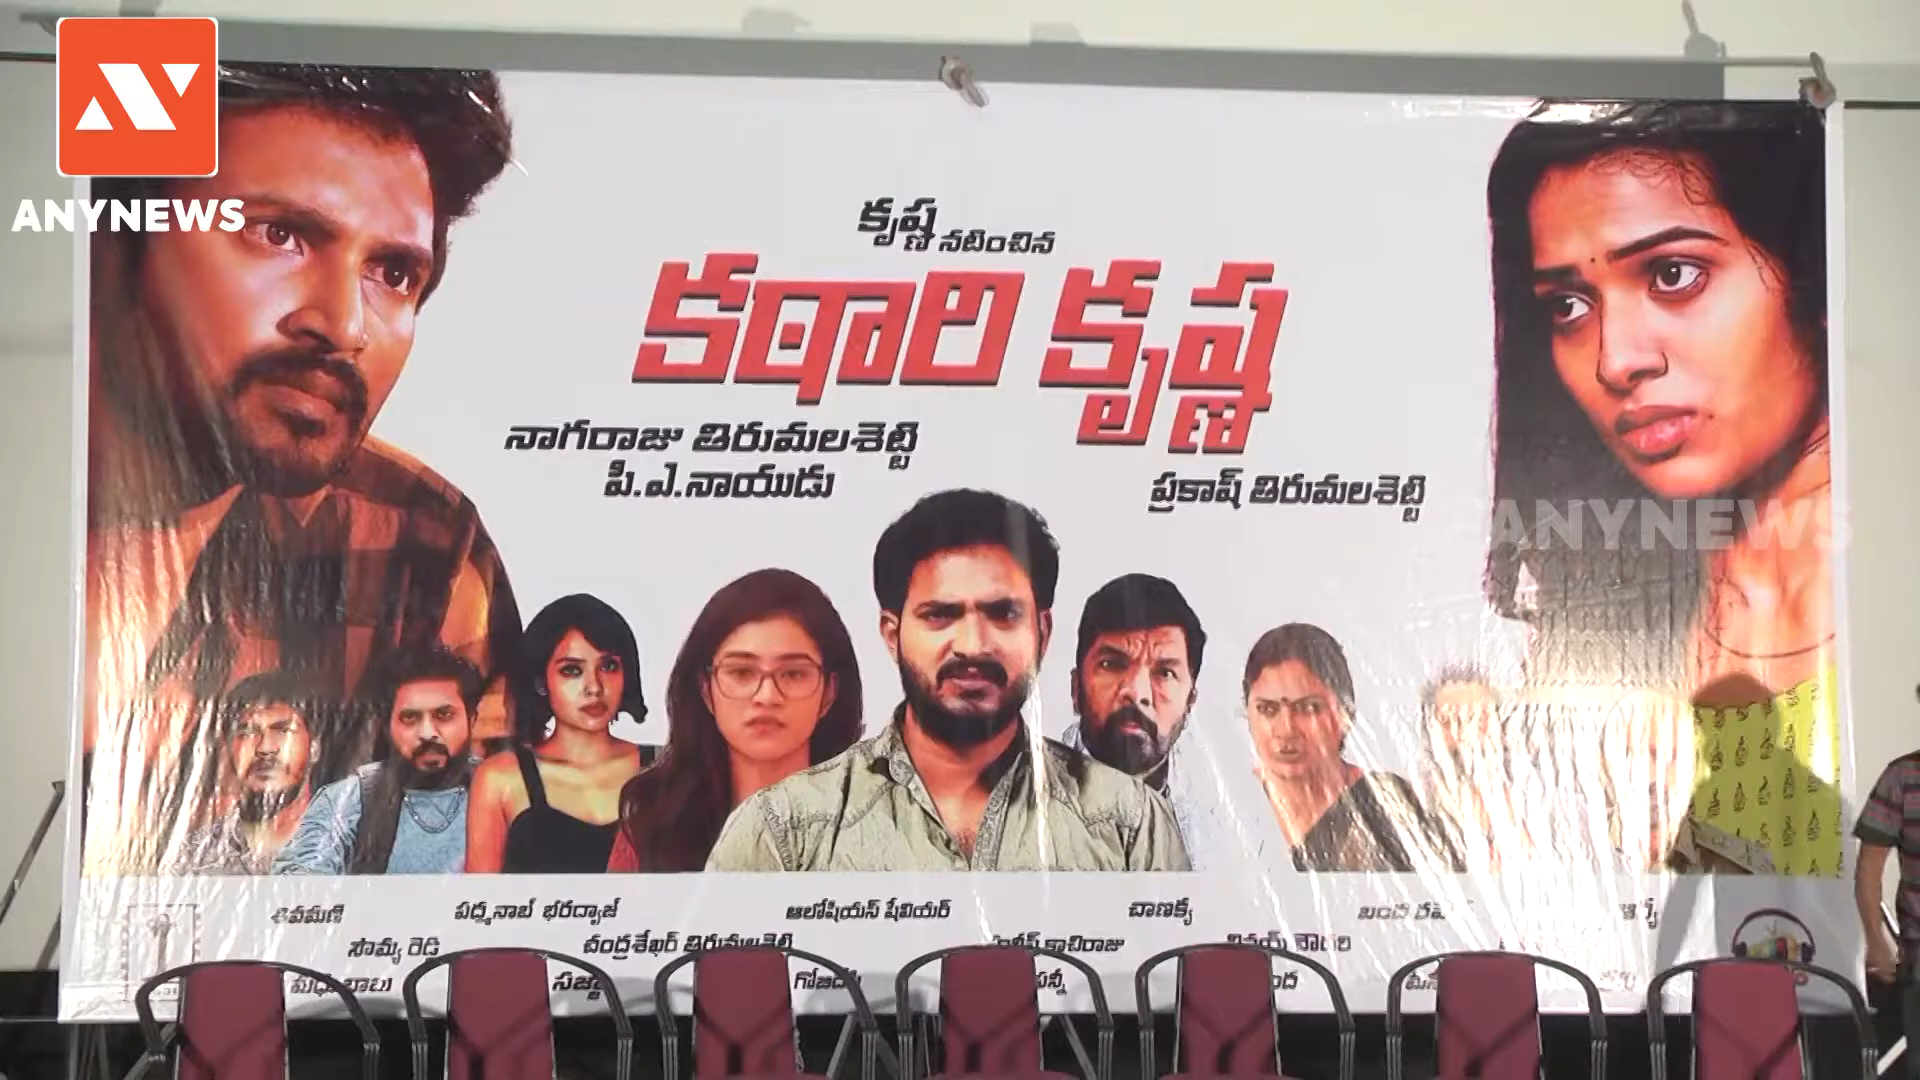 ANYNEWS
కృష్ణ నటించిన
కఠారి కృష్ణ
నాగరాజు తిరుమలశెట్టి
పి.ఎ.నాయుడు
ప్రకాష్ తిరుమలశెట్టి
ANYNEWS
శివమణి పద్మనాబ్ భరద్వాజ్ ఆలోషియస్ షేవియర్ చాణక్య
సౌమ్య రెడ్డి చంద్రశేఖర్ తిరుమలశెట్టి కాచిరాజు